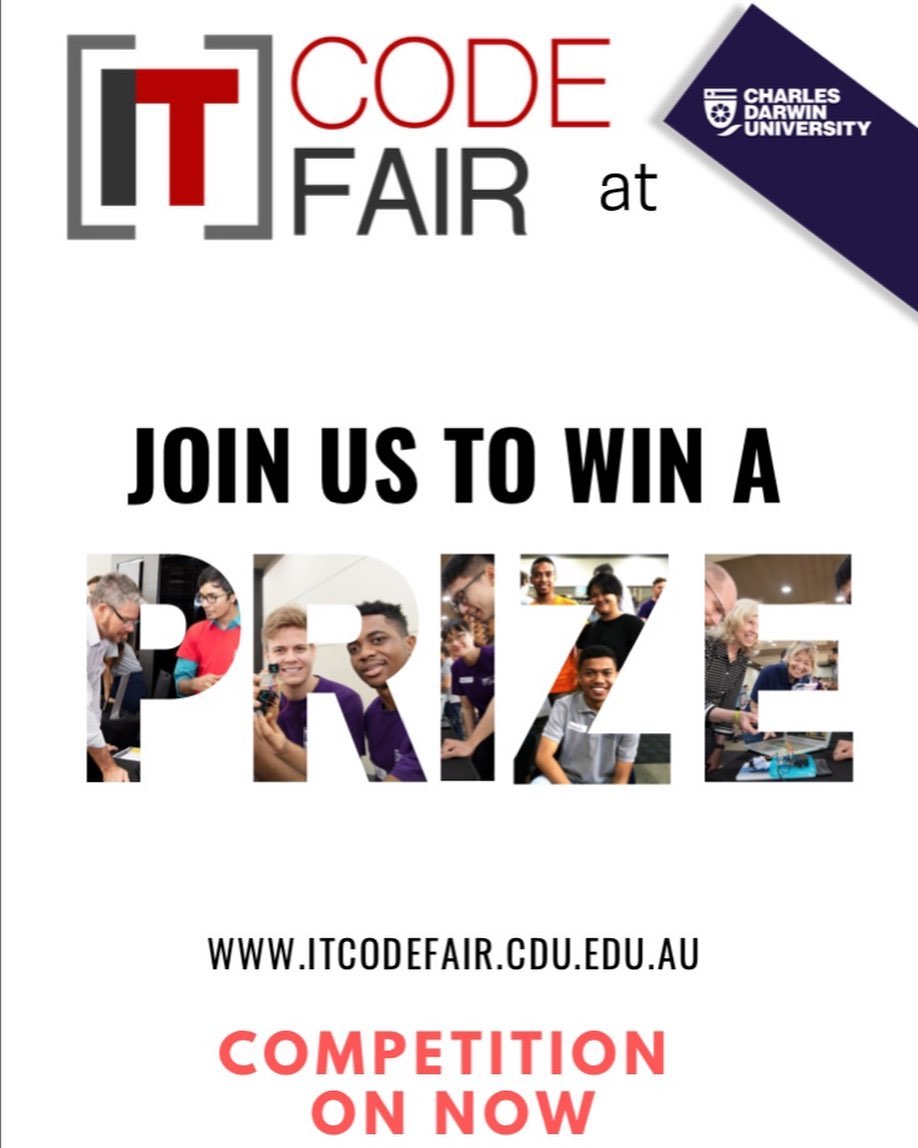 IT CODE
FAIR at
CHARLES
DARWIN
UNIVERSITY
JOIN US TO WIN A
PRIZE
WWW.ITCODEFAIR.CDU.EDU.AU
COMPETITION
ON NOW